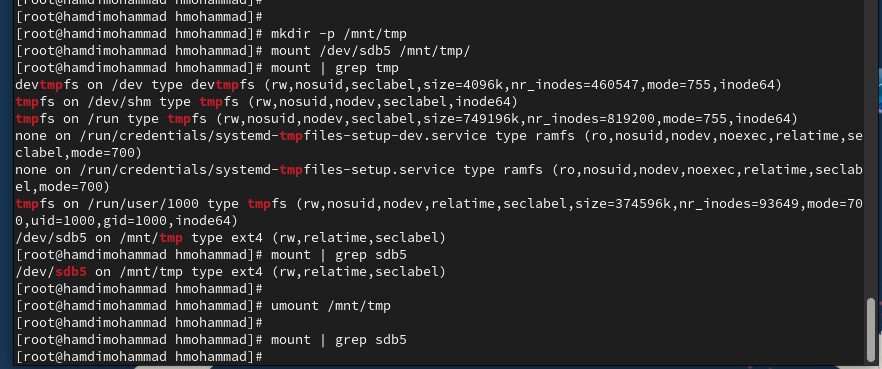 [root@hamdimohammad hmohammad]#
[root@hamdimohammad hmohammad]#
[root@hamdimohammad hmohammad]# mkdir -p /mnt/tmp
[root@hamdimohammad hmohammad]# mount /dev/sdb5 /mnt/tmp/
[root@hamdimohammad hmohammad]# mount | grep tmp
devtmpfs on /dev type devtmpfs (rw,nosuid,seclabel,size=4096k,nr_inodes=460547,mode=755,inode64)
tmpfs on /dev/shm type tmpfs (rw,nosuid,nodev,seclabel,inode64)
tmpfs on /run type tmpfs (rw,nosuid,nodev,seclabel,size=749196k,nr_inodes=819200,mode=755,inode64)
none on /run/credentials/systemd-tmpfiles-setup-dev.service type ramfs (ro,nosuid,nodev,noexec,relatime,se
clabel,mode=700)
none on /run/credentials/systemd-tmpfiles-setup.service type ramfs (ro,nosuid,nodev,noexec,relatime,seclab
el,mode=700)
tmpfs on /run/user/1000 type tmpfs (rw,nosuid,nodev,relatime,seclabel,size=374596k,nr_inodes=93649,mode=70
0,uid=1000,gid=1000,inode64)
/dev/sdb5 on /mnt/tmp type ext4 (rw,relatime,seclabel)
[root@hamdimohammad hmohammad]# mount | grep sdb5
/dev/sdb5 on /mnt/tmp type ext4 (rw,relatime,seclabel)
[root@hamdimohammad hmohammad]#
[root@hamdimohammad hmohammad]# umount /mnt/tmp
[root@hamdimohammad hmohammad]#
[root@hamdimohammad hmohammad]# mount | grep sdb5
[root@hamdimohammad hmohammad]#